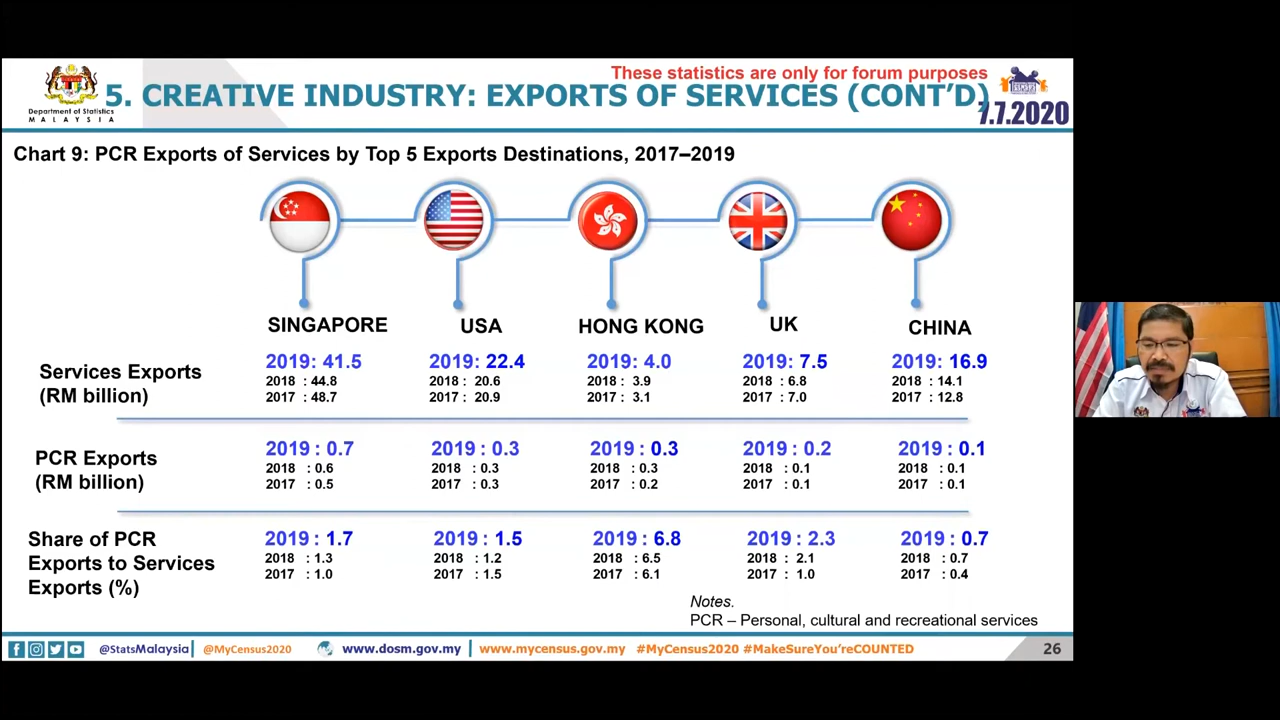 These statistics are only for forum purposes
Department of Statistics
MALAYSIA
5. CREATIVE INDUSTRY: EXPORTS OF SERVICES (CONT'D)
7.7.2020
Chart 9: PCR Exports of Services by Top 5 Exports Destinations, 2017–2019
SINGAPORE USA HONG KONG UK CHINA
Services Exports
(RM billion)
2019: 41.5 2019: 22.4 2019: 4.0 2019: 7.5 2019: 16.9
2018 : 44.8 2018 : 20.6 2018 : 3.9 2018 : 6.8 2018 : 14.1
2017 : 48.7 2017 : 20.9 2017 : 3.1 2017 : 7.0 2017 : 12.8
PCR Exports
(RM billion)
2019 : 0.7 2019 : 0.3 2019 : 0.3 2019 : 0.2 2019 : 0.1
2018 : 0.6 2018 : 0.3 2018 : 0.3 2018 : 0.1 2018 : 0.1
2017 : 0.5 2017 : 0.3 2017 : 0.2 2017 : 0.1 2017 : 0.1
Share of PCR
Exports to Services
Exports (%)
2019 : 1.7 2019 : 1.5 2019 : 6.8 2019 : 2.3 2019 : 0.7
2018 : 1.3 2018 : 1.2 2018 : 6.5 2018 : 2.1 2018 : 0.7
2017 : 1.0 2017 : 1.5 2017 : 6.1 2017 : 1.0 2017 : 0.4
Notes.
PCR – Personal, cultural and recreational services
@StatsMalaysia @MyCensus2020 www.dosm.gov.my www.mycensus.gov.my #MyCensus2020 #MakeSureYou'reCOUNTED
26